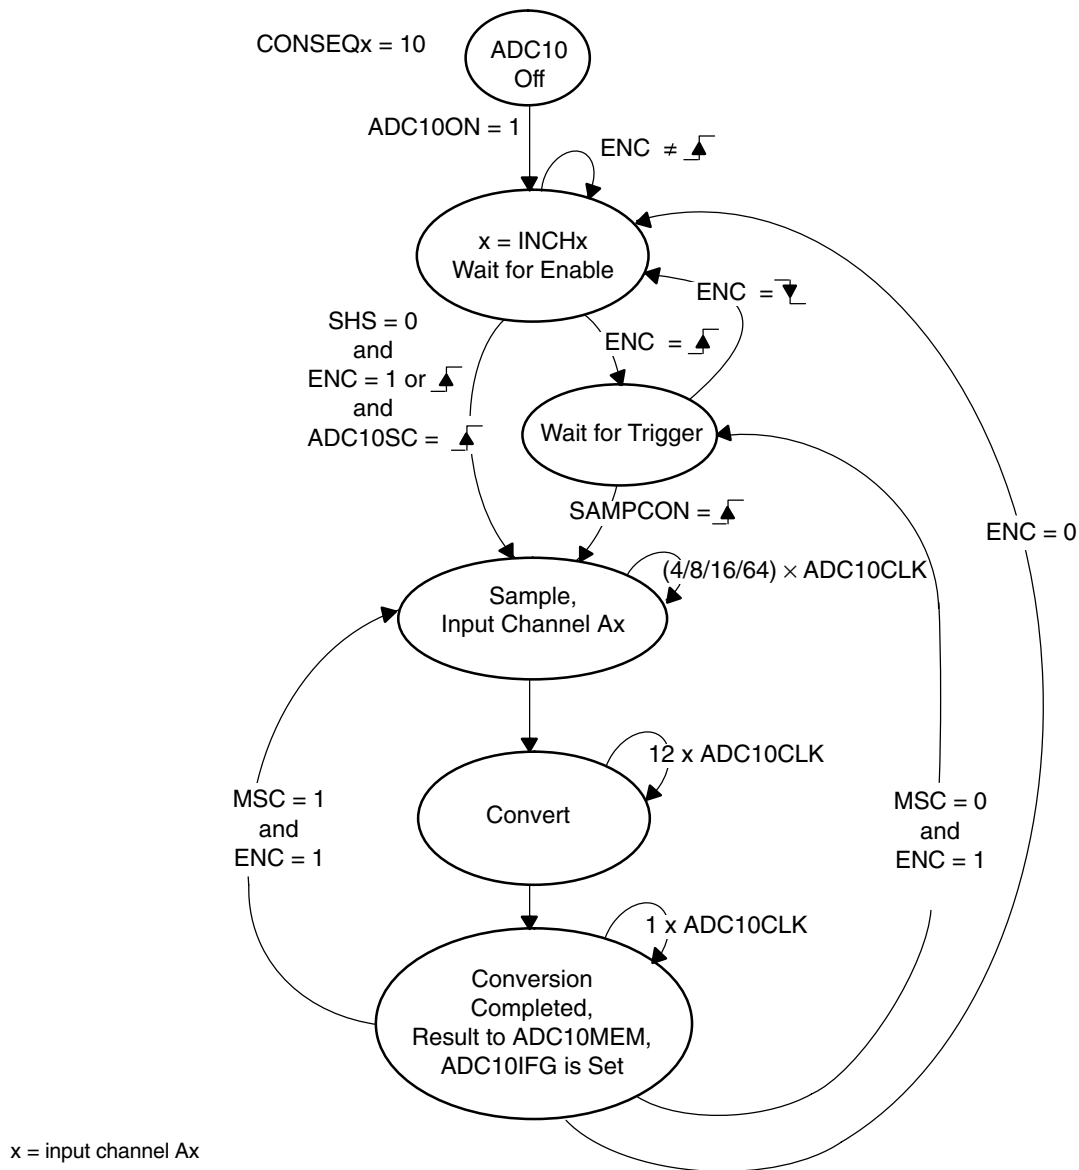 CONSEQx = 10
ADC10
Off
ADC10ON = 1
ENC ≠
x = INCHx
Wait for Enable
ENC =
SHS = 0
and
ENC = 1 or
and
ADC10SC =
ENC =
Wait for Trigger
SAMPCON =
ENC = 0
(4/8/16/64) × ADC10CLK
Sample,
Input Channel Ax
12 x ADC10CLK
Convert
MSC = 1
and
ENC = 1
MSC = 0
and
ENC = 1
1 x ADC10CLK
Conversion
Completed,
Result to ADC10MEM,
ADC10IFG is Set
x = input channel Ax